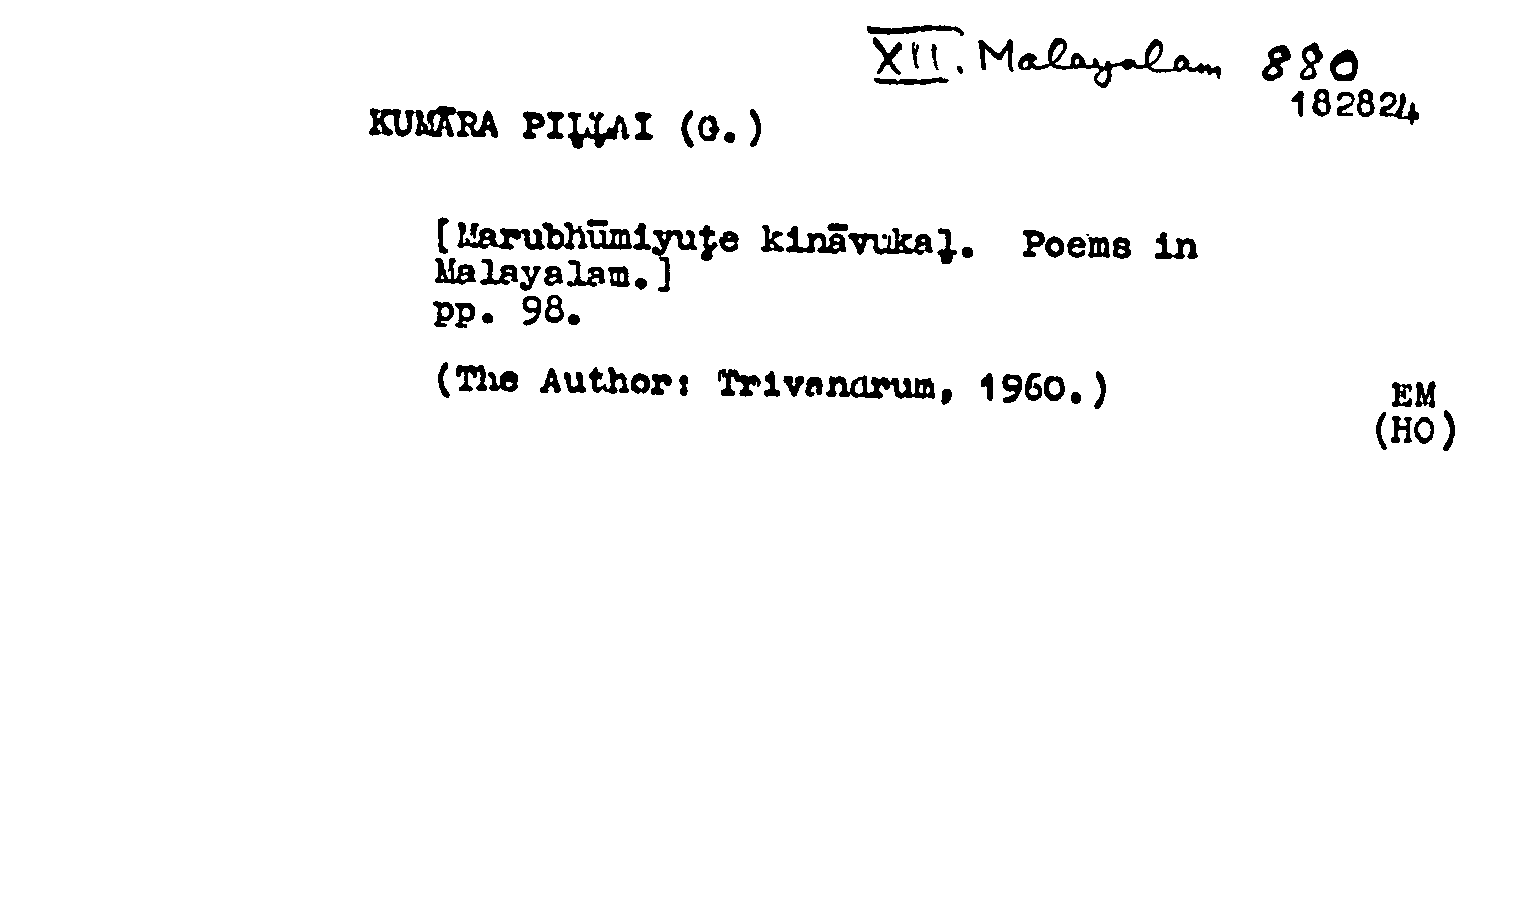 XII. Malayalam 880
182824
KUMĀRA PIḶḶAI (G.)
[Marubhūmiyuṭe kināvukaḷ. Poems in
Malayalam.]
pp. 98.
(The Author: Trivandrum, 1960.)
EM
(HO)